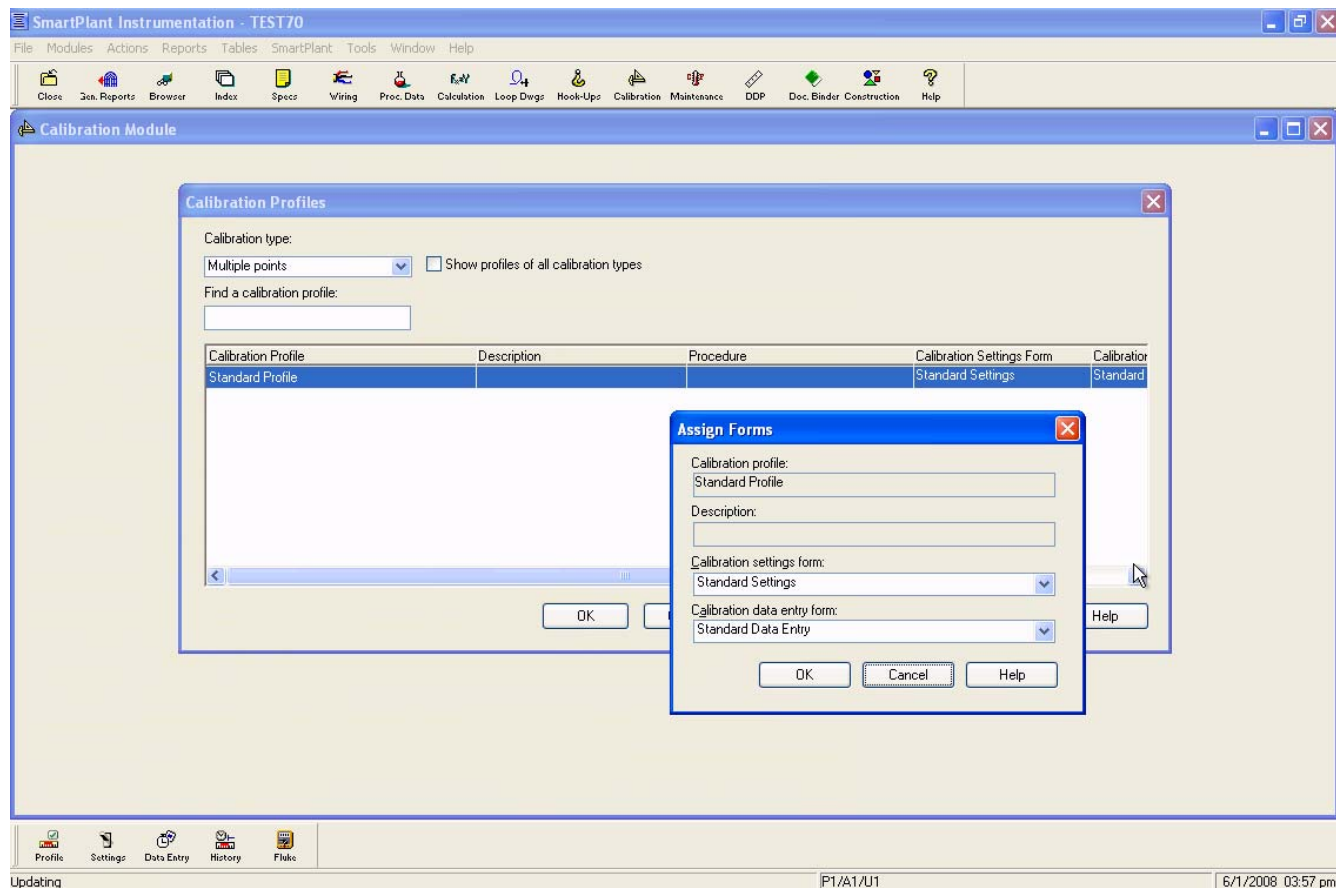 SmartPlant Instrumentation - TEST70
File Modules Actions Reports Tables SmartPlant Tools Window Help
Close Gen. Reports Browser Index Specs Wiring Proc. Data Calculation Loop Dwgs Hook-Ups Calibration Maintenance DDP Doc. Binder Construction Help
Calibration Module
Calibration Profiles
Calibration type:
Multiple points Show profiles of all calibration types
Find a calibration profile:
Calibration Profile Description Procedure Calibration Settings Form Calibration
Standard Profile Standard Settings Standard
Assign Forms
Calibration profile:
Standard Profile
Description:
Calibration settings form:
Standard Settings
Calibration data entry form:
Standard Data Entry
OK Help
OK Cancel Help
Profile Settings Data Entry History Fluke
Updating P1/A1/U1 6/1/2008 03:57 pm